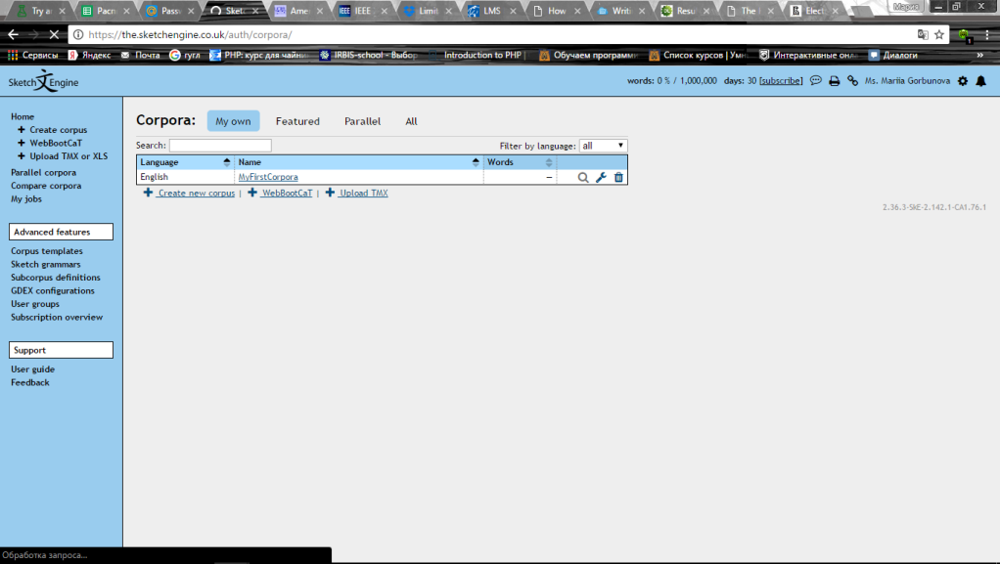 Try a
Расп
Pass
Sket
Ame
IEEE
Limi
LMS
How
Writ
Resu
The
Elect
Мария
https://the.sketchengine.co.uk/auth/corpora/
Сервисы Яндекс Почта гугл PHP: курс для чайни IRBIS-school - Выбор Introduction to PHP Обучаем программ Список курсов | Ум Интерактивные онл Диалоги »
Sketch Engine
words: 0 % / 1,000,000 days: 30 [subscribe] Ms. Mariia Gorbunova
Home
Create corpus
WebBootCaT
Upload TMX or XLS
Parallel corpora
Compare corpora
My jobs
Advanced features
Corpus templates
Sketch grammars
Subcorpus definitions
GDEX configurations
User groups
Subscription overview
Support
User guide
Feedback
Corpora: My own Featured Parallel All
Search: Filter by language: all
Language Name Words
English MyFirstCorpora –
Create new corpus | WebBootCaT | Upload TMX
2.36.3-SkE-2.142.1-CA1.76.1
Обработка запроса...